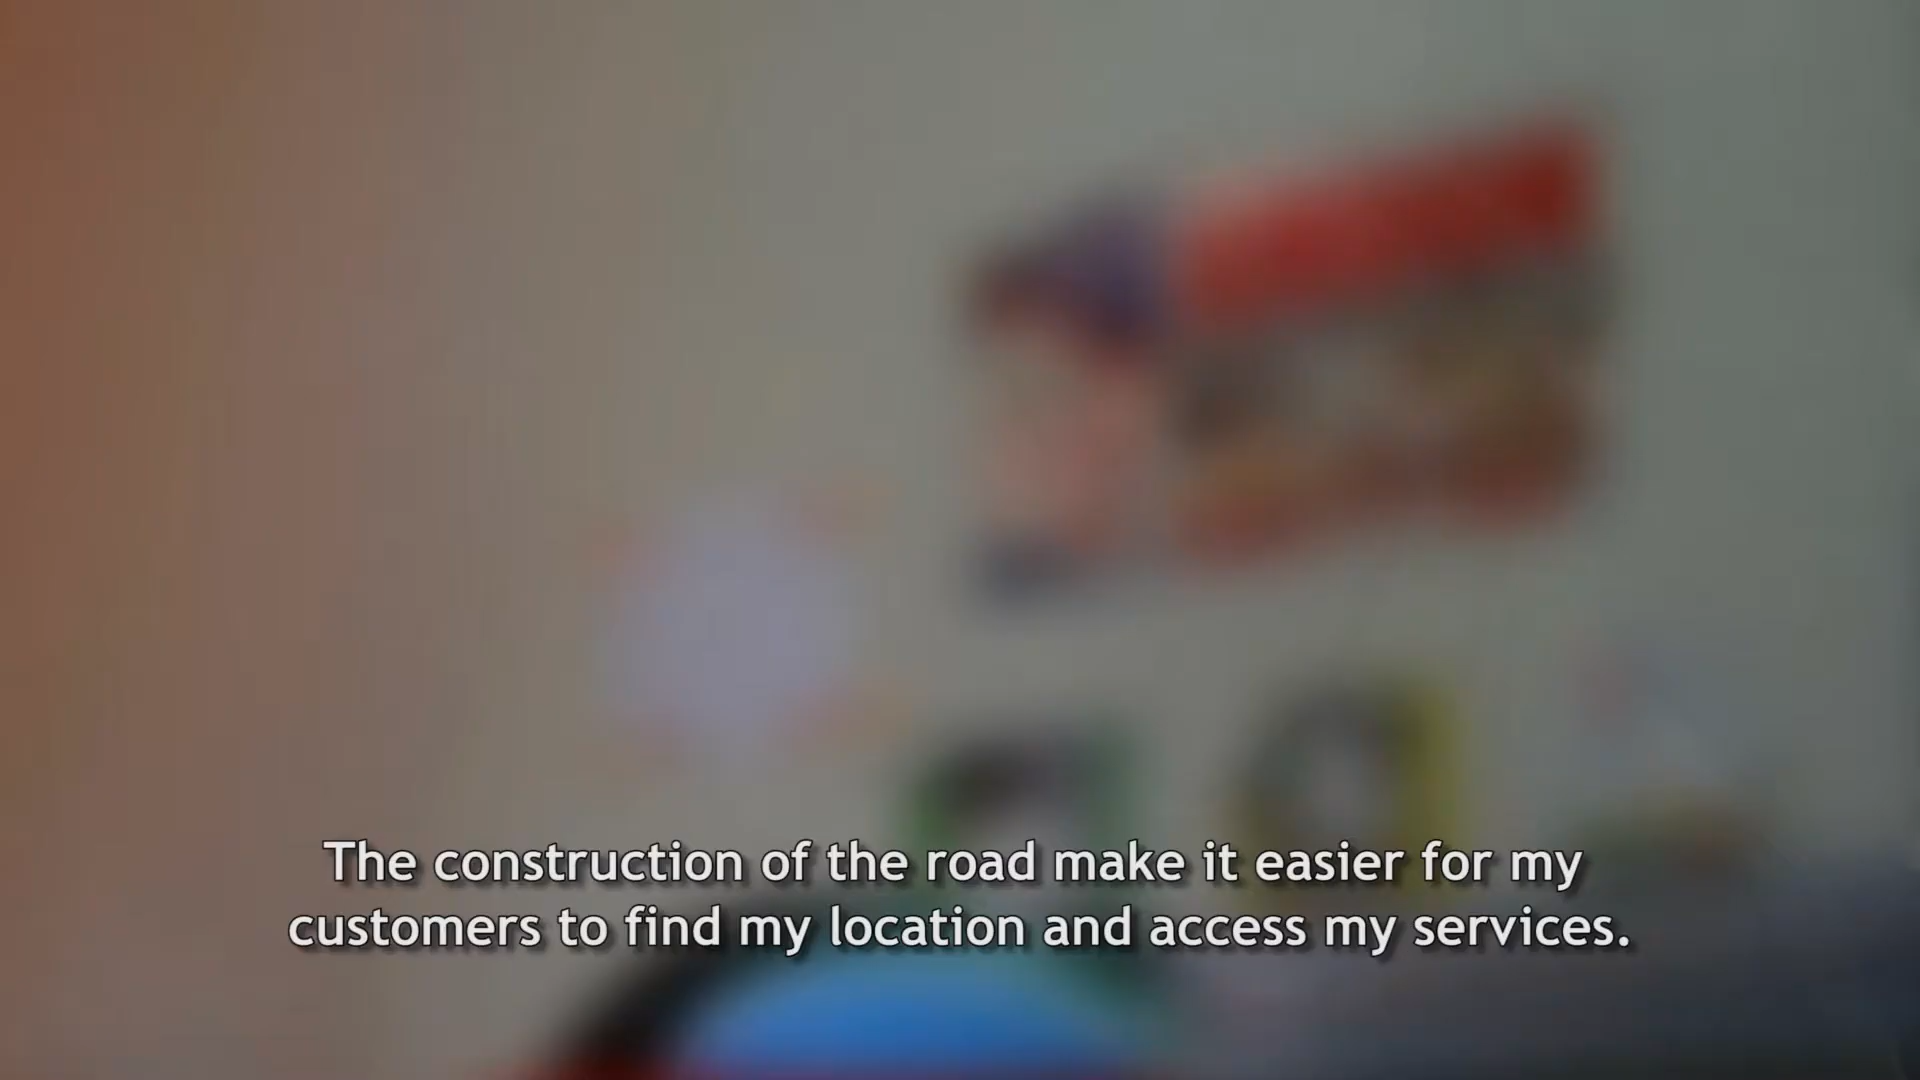 The construction of the road make it easier for my
customers to find my location and access my services.